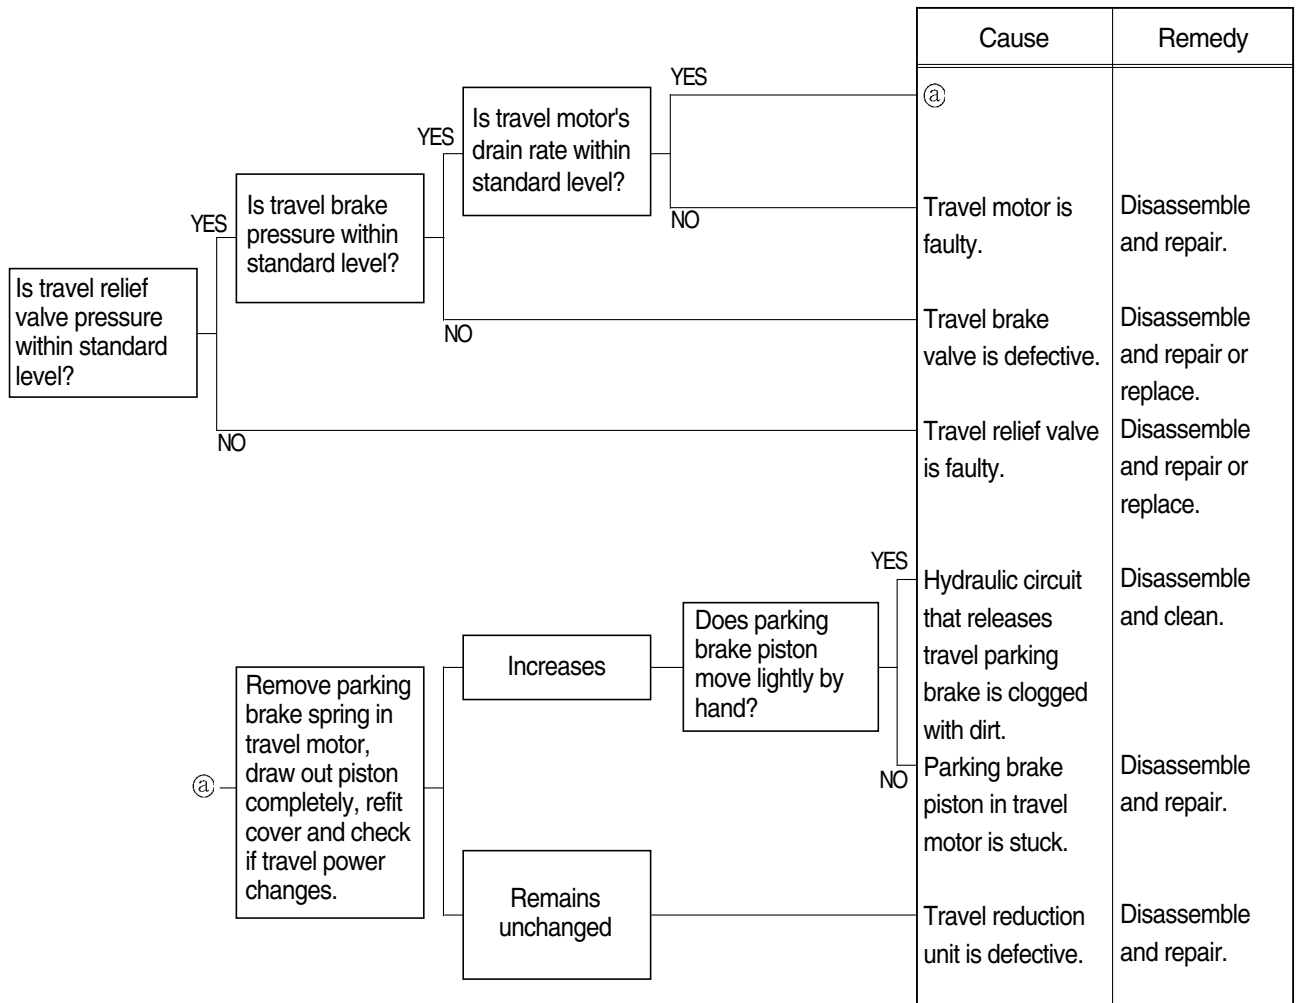 Cause
Remedy
YES
ⓐ
Is travel motor's
drain rate within
standard level?
YES
NO
Travel motor is
faulty.
Disassemble
and repair.
Is travel brake
pressure within
standard level?
YES
NO
Travel brake
valve is defective.
Disassemble
and repair or
replace.
Is travel relief
valve pressure
within standard
level?
NO
Travel relief valve
is faulty.
Disassemble
and repair or
replace.
ⓐ
Remove parking
brake spring in
travel motor,
draw out piston
completely, refit
cover and check
if travel power
changes.
Increases
Does parking
brake piston
move lightly by
hand?
YES
Hydraulic circuit
that releases
travel parking
brake is clogged
with dirt.
Disassemble
and clean.
NO
Parking brake
piston in travel
motor is stuck.
Disassemble
and repair.
Remains
unchanged
Travel reduction
unit is defective.
Disassemble
and repair.